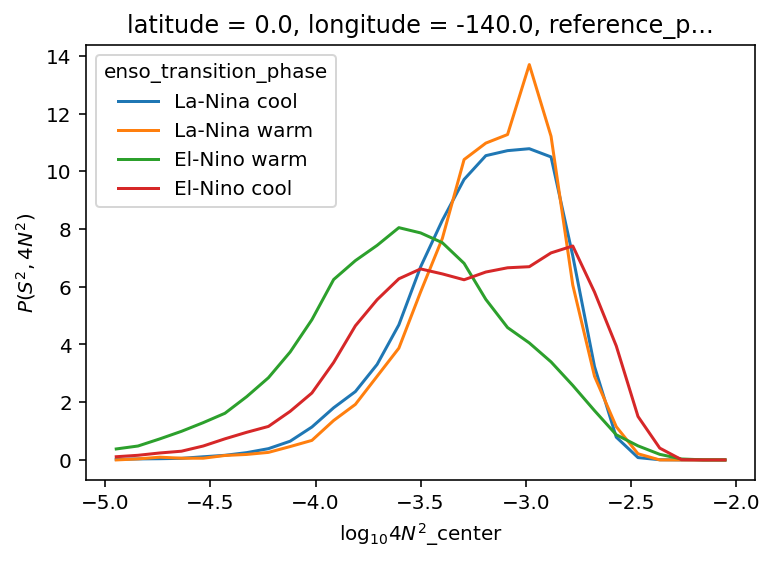 latitude = 0.0, longitude = -140.0, reference_p...
14
12
10
8
6
4
2
0
P(S², 4N²)
enso_transition_phase
La-Nina cool
La-Nina warm
El-Nino warm
El-Nino cool
−5.0 −4.5 −4.0 −3.5 −3.0 −2.5 −2.0
log₁₀4N²_center